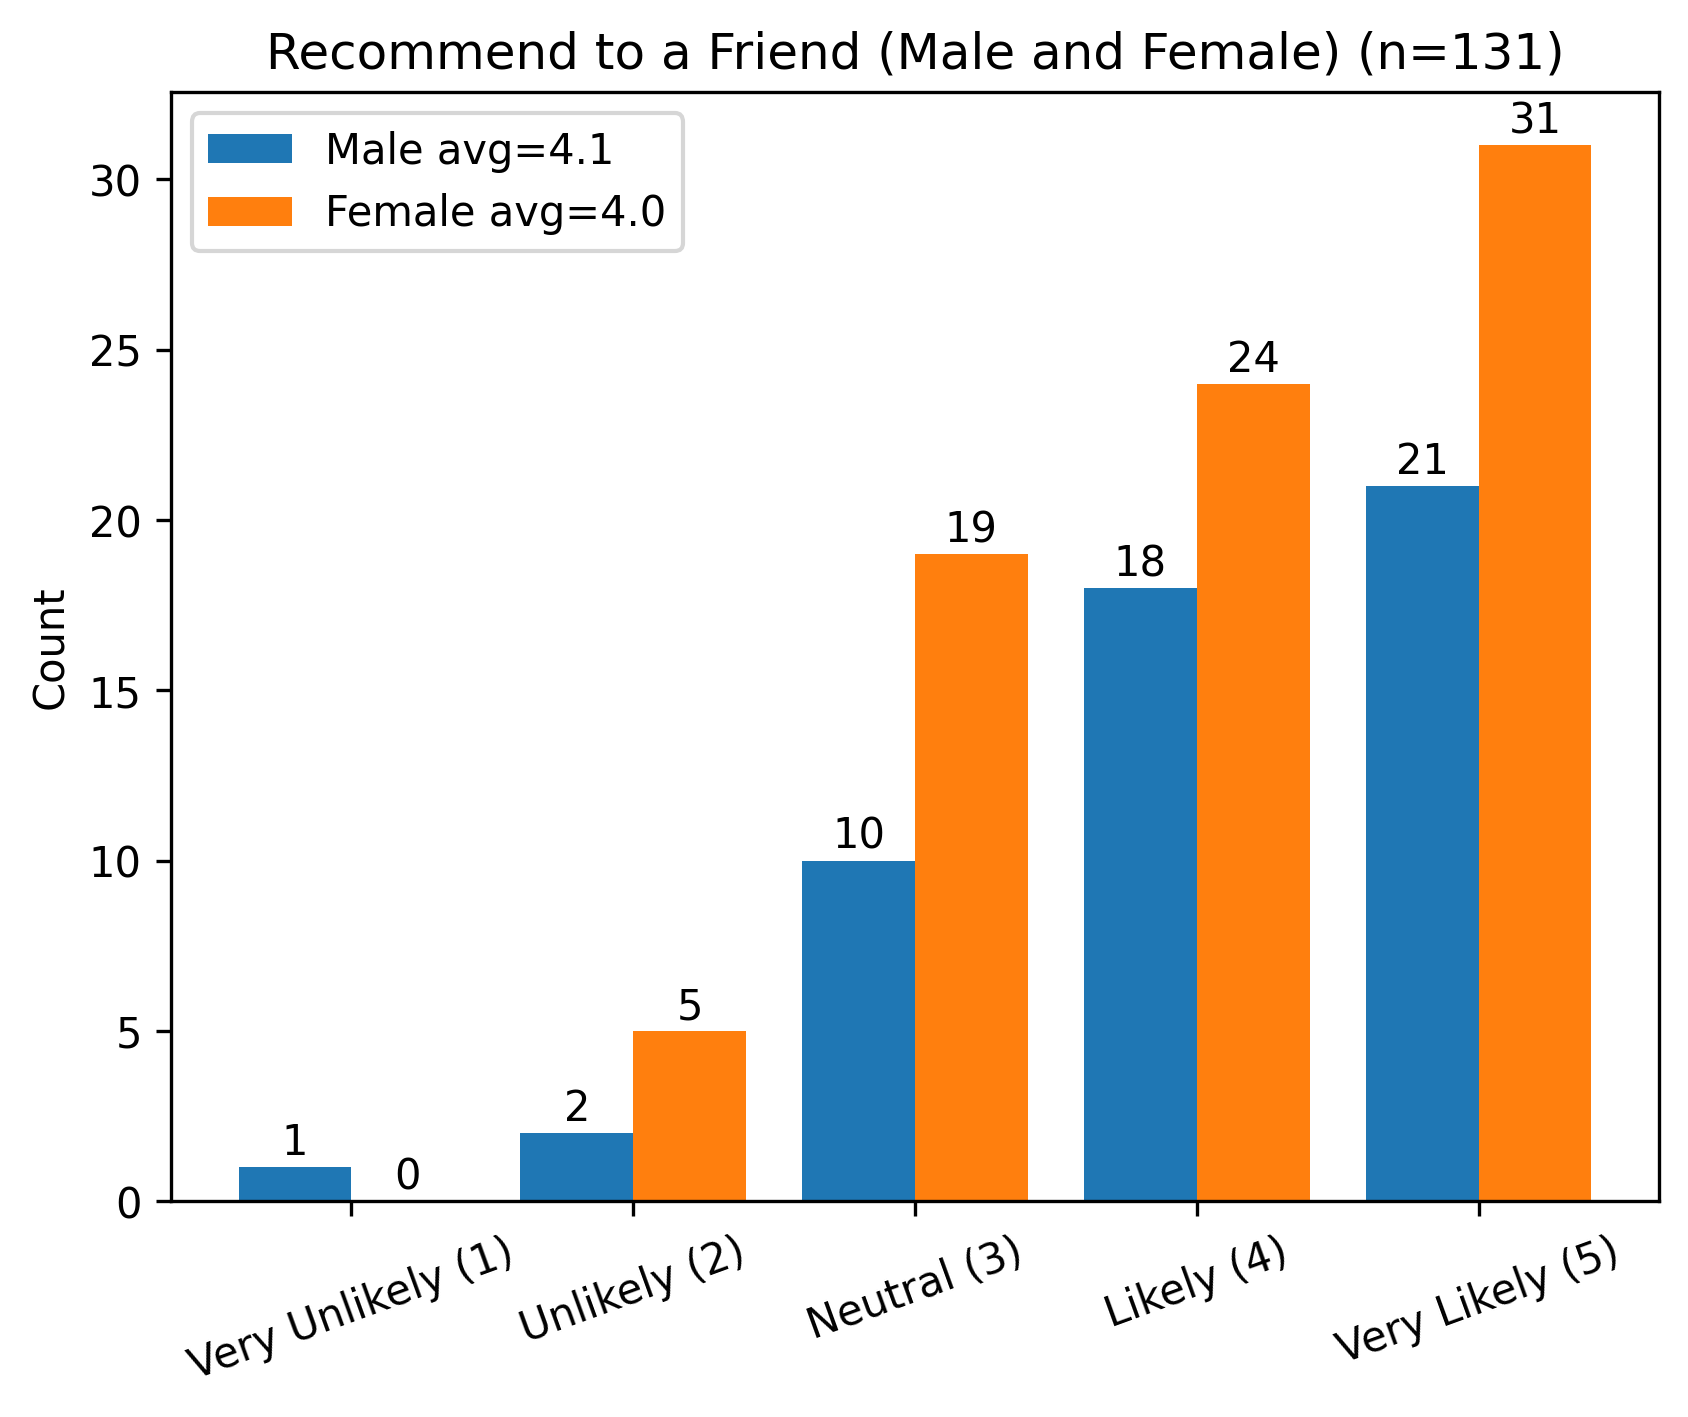 Recommend to a Friend (Male and Female) (n=131)
Male avg=4.1
Female avg=4.0
Count
30
25
20
15
10
5
0
1
0
2
5
10
19
18
24
21
31
Very Unlikely (1)
Unlikely (2)
Neutral (3)
Likely (4)
Very Likely (5)